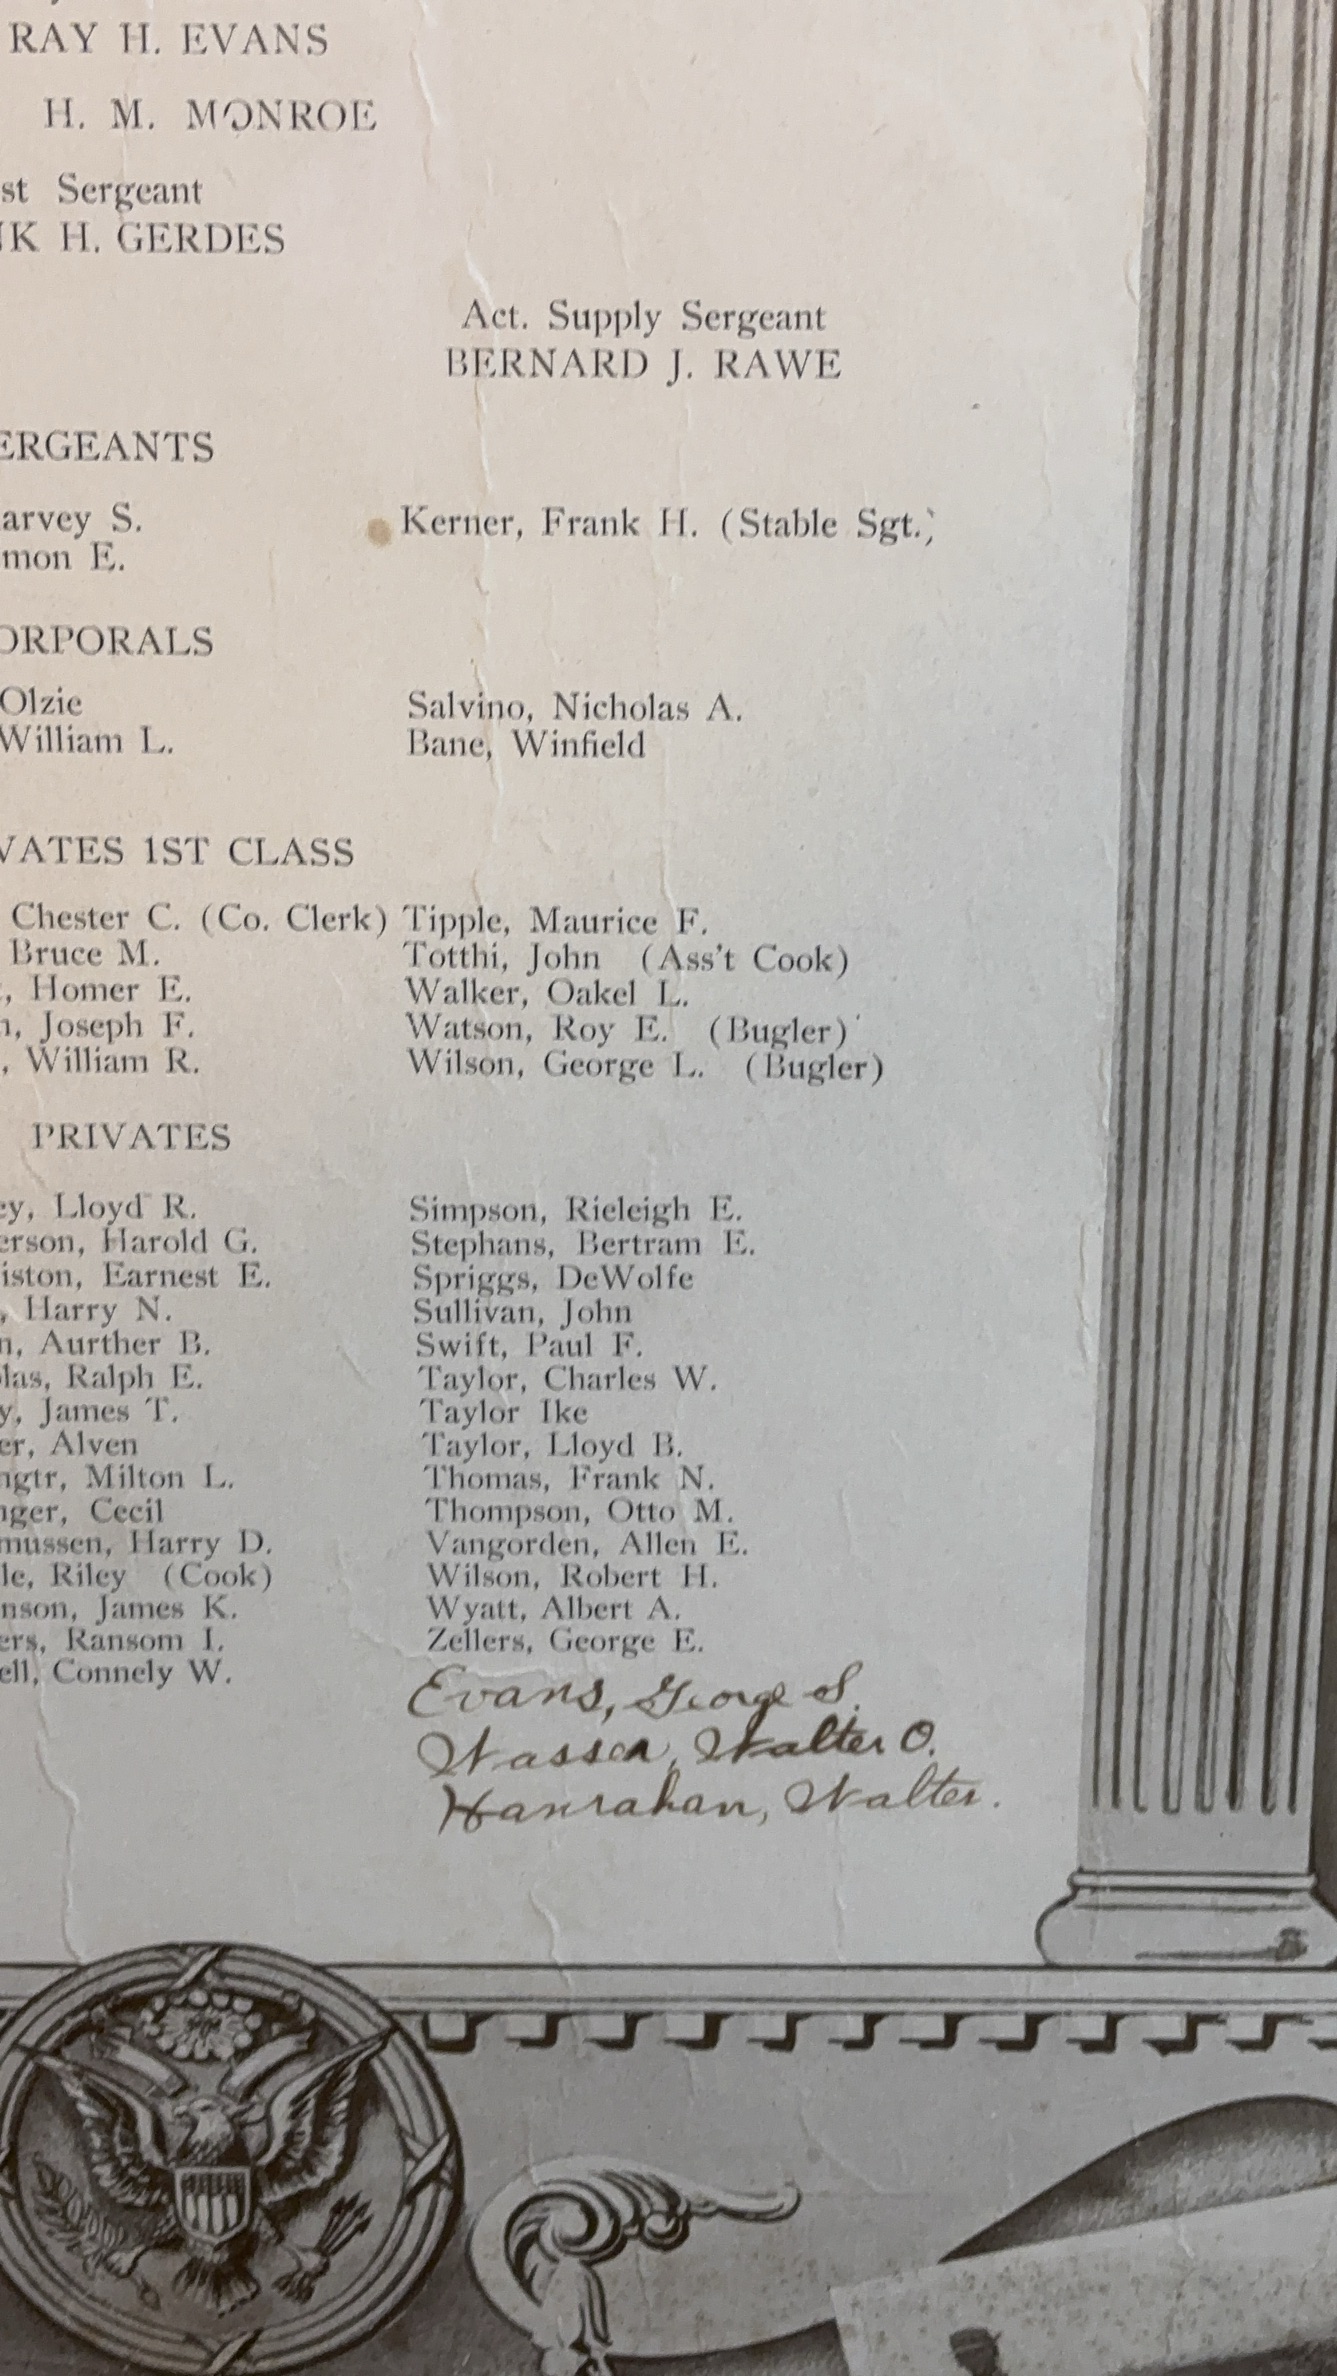 RAY H. EVANS
H. M. MONROE
st Sergeant
NK H. GERDES
Act. Supply Sergeant
BERNARD J. RAWE
ERGEANTS
arvey S.
mon E.
Kerner, Frank H. (Stable Sgt.)
ORPORALS
Olzie
William L.
Salvino, Nicholas A.
Bane, Winfield
VATES 1ST CLASS
Chester C. (Co. Clerk) Tipple, Maurice F.
Bruce M. Totthi, John (Ass't Cook)
, Homer E. Walker, Oakel L.
n, Joseph F. Watson, Roy E. (Bugler)
, William R. Wilson, George L. (Bugler)
PRIVATES
ey, Lloyd R. Simpson, Rieleigh E.
erson, Harold G. Stephans, Bertram E.
iston, Earnest E. Spriggs, DeWolfe
, Harry N. Sullivan, John
n, Aurther B. Swift, Paul F.
las, Ralph E. Taylor, Charles W.
y, James T. Taylor Ike
er, Alven Taylor, Lloyd B.
ngtr, Milton L. Thomas, Frank N.
nger, Cecil Thompson, Otto M.
mussen, Harry D. Vangorden, Allen E.
le, Riley (Cook) Wilson, Robert H.
nson, James K. Wyatt, Albert A.
ers, Ransom I. Zellers, George E.
ell, Connely W.
Evans, George S.
Wassen, Walter O.
Hanrahan, Walter.